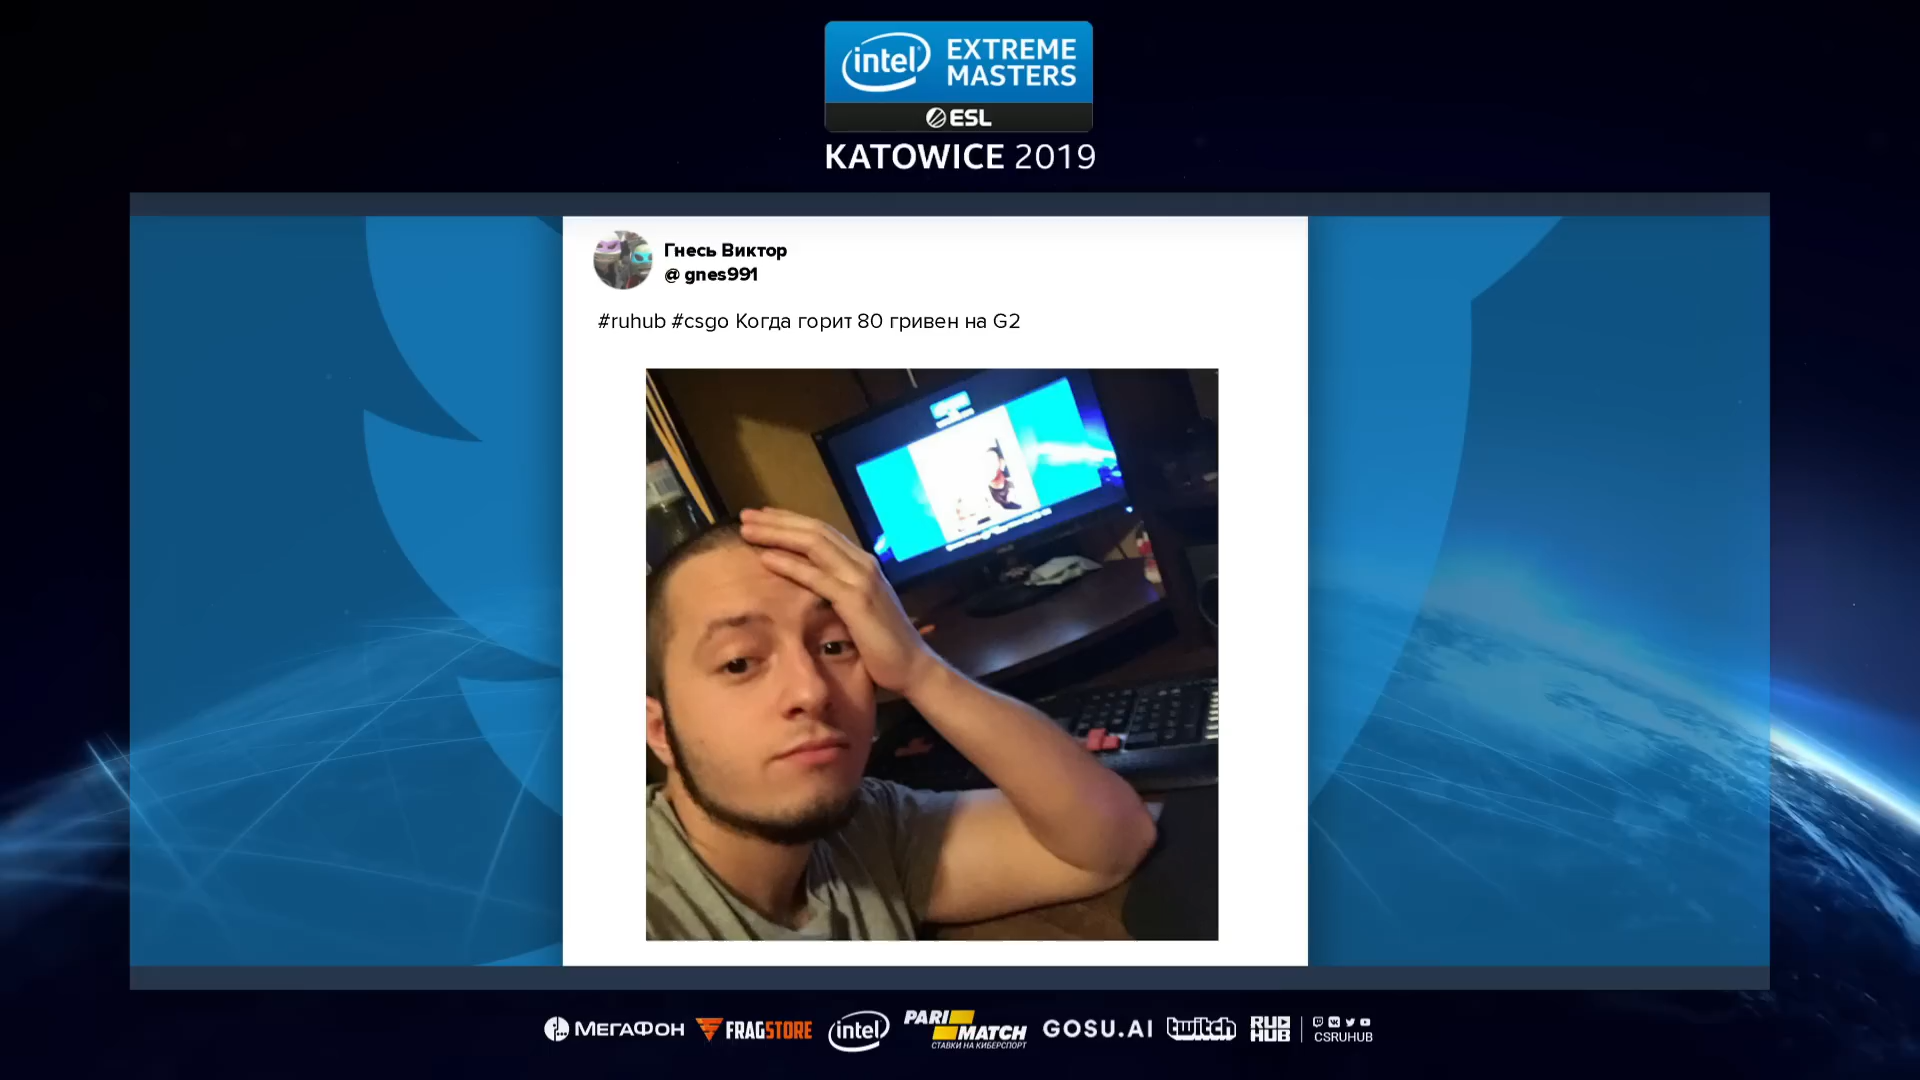 intel EXTREME
MASTERS
ESL
KATOWICE 2019
Гнесь Виктор
@ gnes991
#ruhub #csgo Когда горит 80 гривен на G2
МЕГАФОН FRAGSTORE intel PARI MATCH СТАВКИ НА КИБЕРСПОРТ GOSU.AI twitch RUHUB CSRUHUB